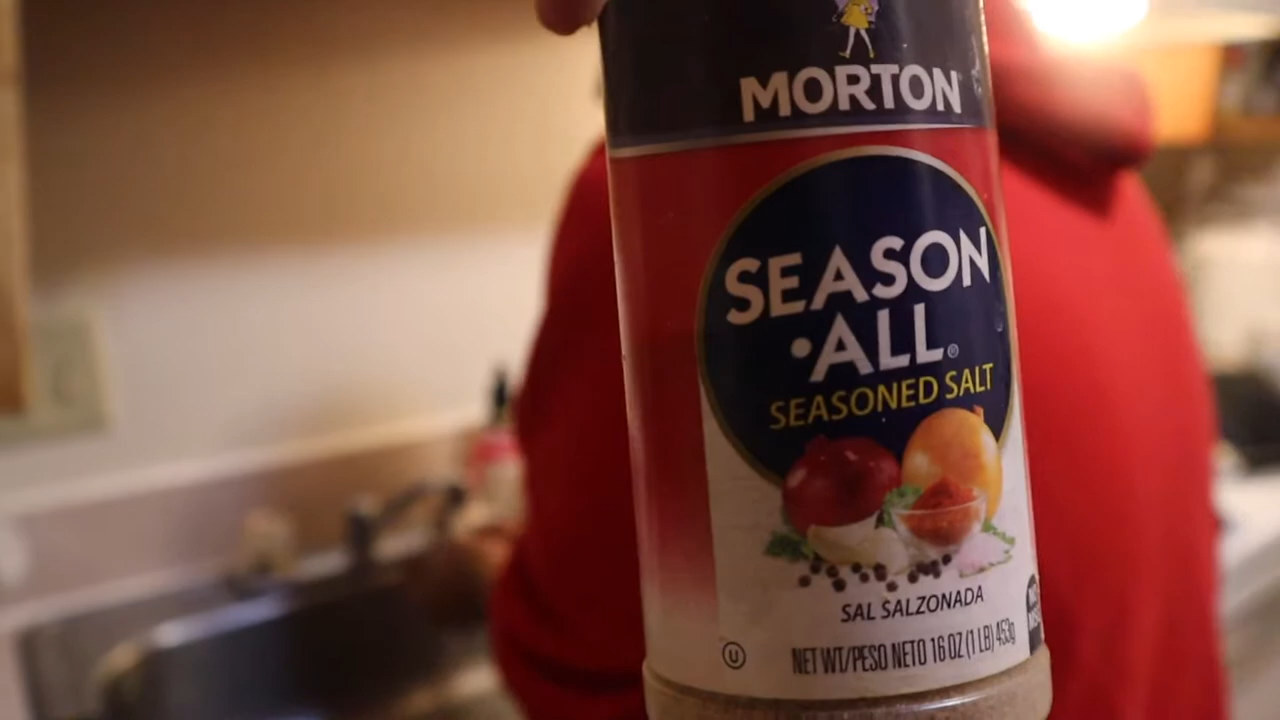 MORTON
SEASON
·ALL®
SEASONED SALT
SAL SALZONADA
U
NET WT/PESO NETO 16 OZ (1 LB) 453g